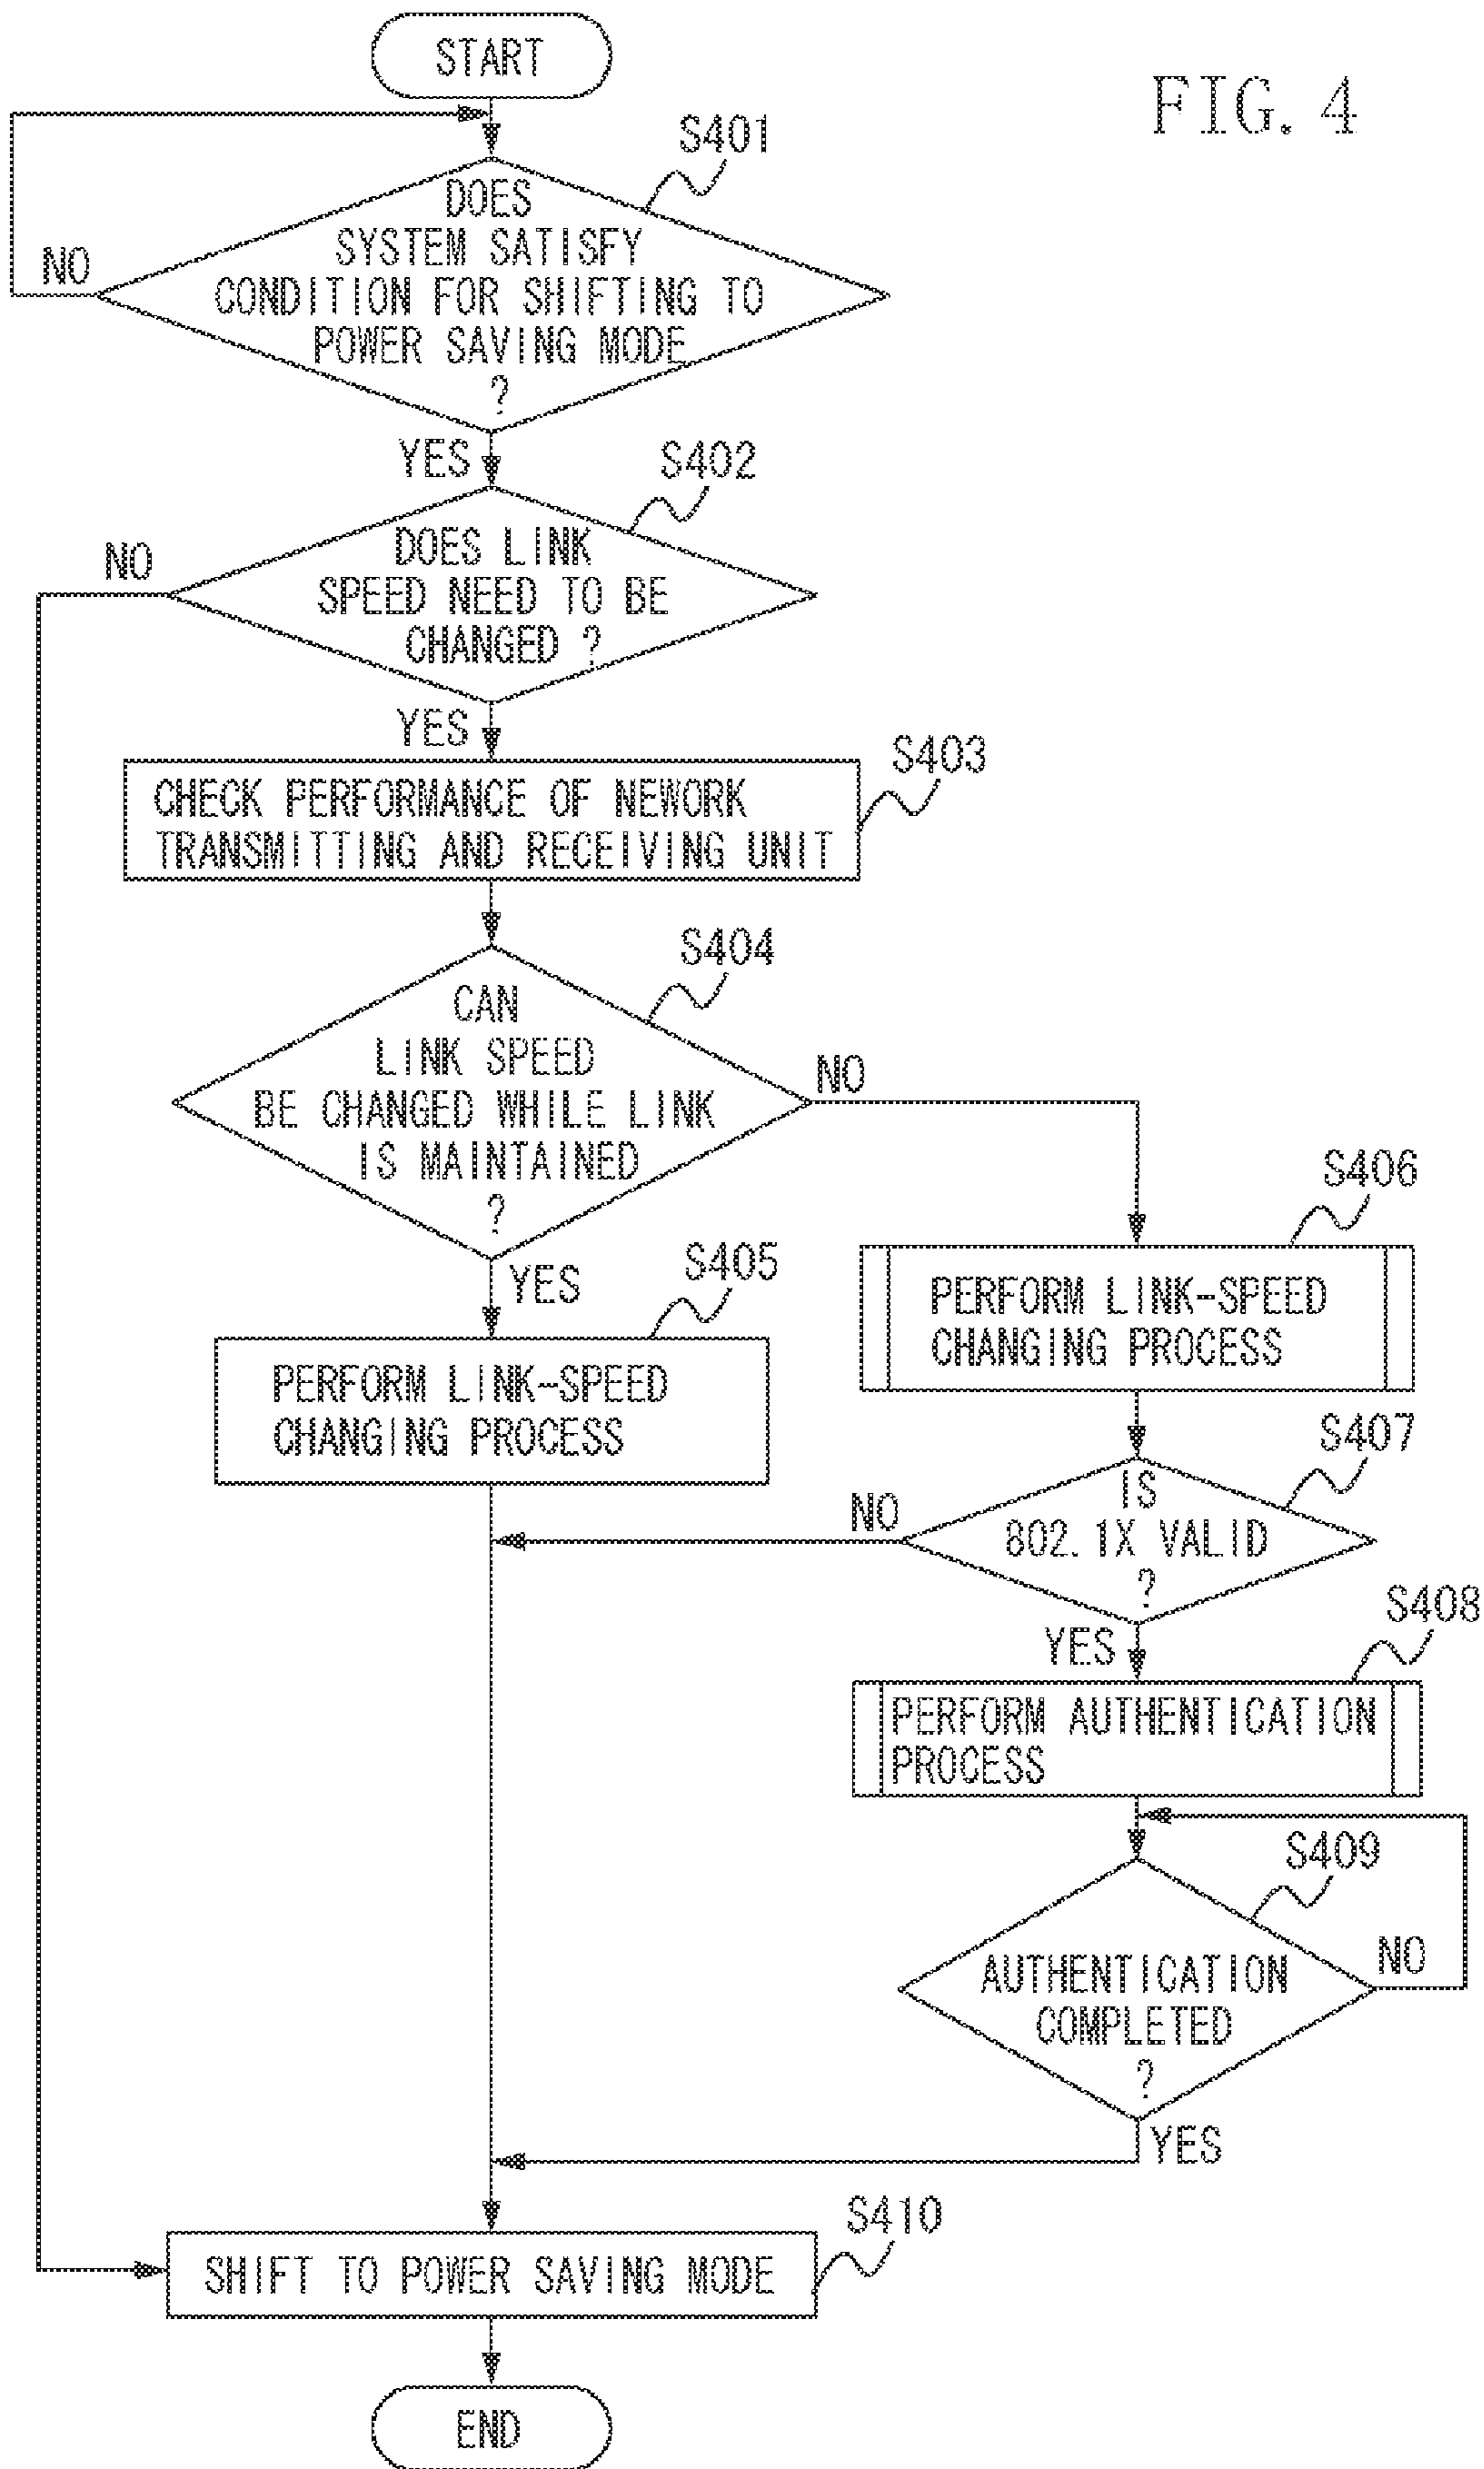 START
FIG. 4
S401
DOES
SYSTEM SATISFY
CONDITION FOR SHIFTING TO
POWER SAVING MODE
?
NO
YES
S402
DOES LINK
SPEED NEED TO BE
CHANGED ?
NO
YES
S403
CHECK PERFORMANCE OF NEWORK
TRANSMITTING AND RECEIVING UNIT
S404
CAN
LINK SPEED
BE CHANGED WHILE LINK
IS MAINTAINED
?
NO
YES
S405
PERFORM LINK-SPEED
CHANGING PROCESS
S406
PERFORM LINK-SPEED
CHANGING PROCESS
S407
IS
802.1X VALID
?
NO
YES
S408
PERFORM AUTHENTICATION
PROCESS
S409
AUTHENTICATION
COMPLETED
?
NO
YES
S410
SHIFT TO POWER SAVING MODE
END